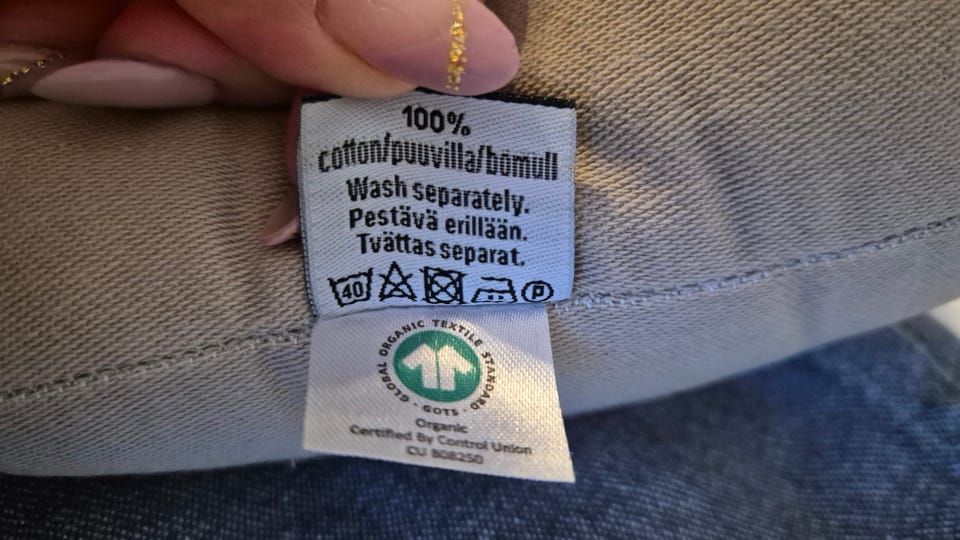 100%
cotton/puuvilla/bomull
Wash separately.
Pestävä erillään.
Tvättas separat.
40 P
GLOBAL ORGANIC TEXTILE STANDARD
· GOTS ·
Organic
Certified By Control Union
CU 808250